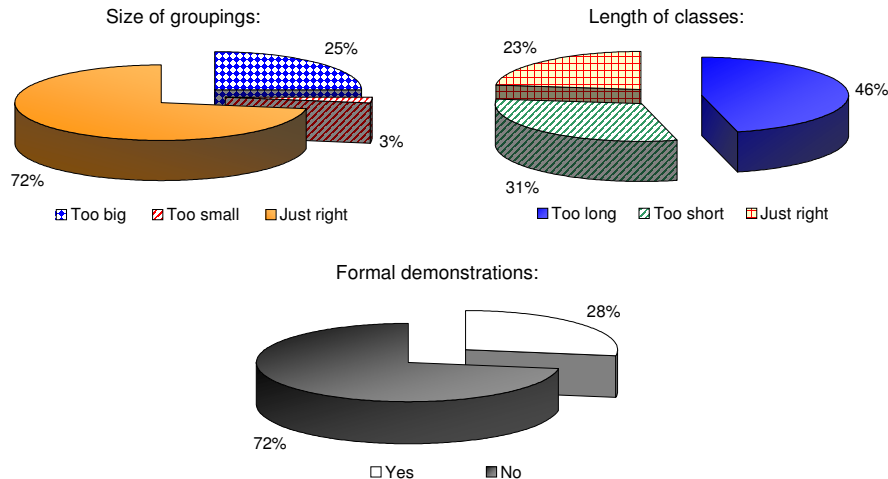 Size of groupings:
25%
3%
72%
Too big Too small Just right
Length of classes:
23%
46%
31%
Too long Too short Just right
Formal demonstrations:
28%
72%
Yes No